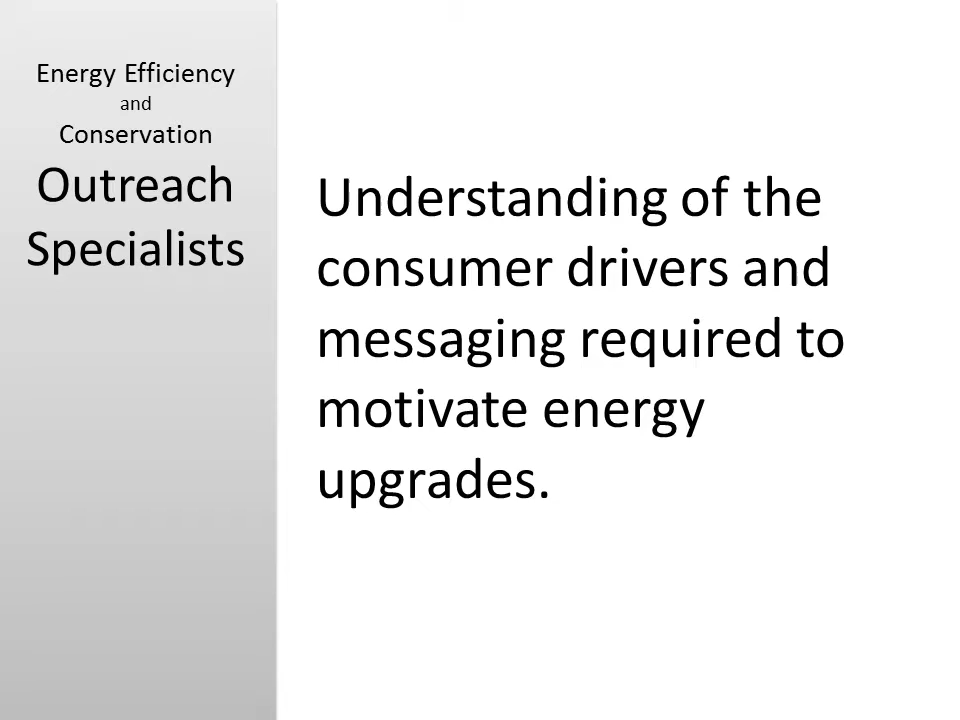 Energy Efficiency
and
Conservation
Outreach
Specialists
Understanding of the
consumer drivers and
messaging required to
motivate energy
upgrades.